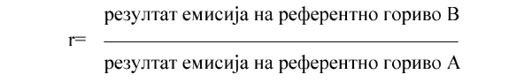 резултат емисија на референтно гориво B
r=
резултат емисија на референтно гориво A